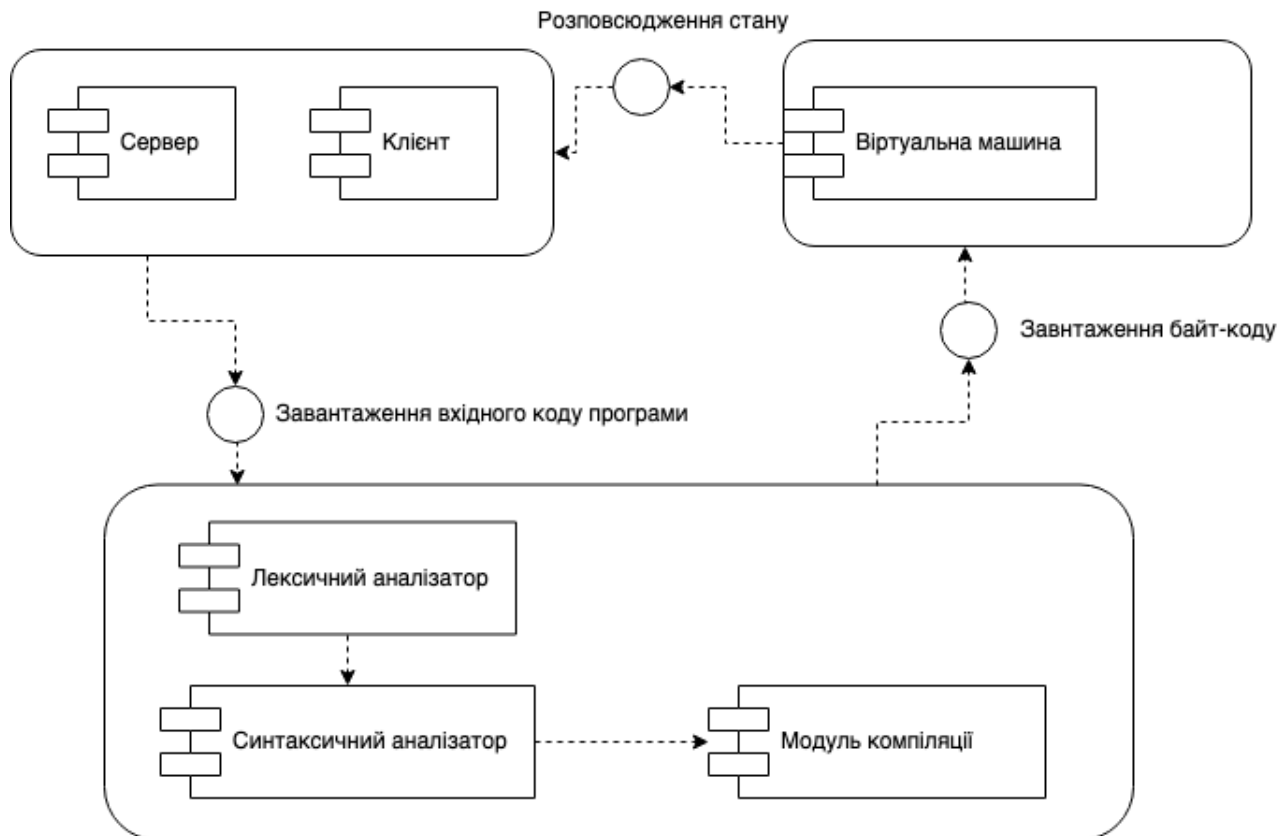 Розповсюдження стану
Сервер
Клієнт
Віртуальна машина
Завнтаження байт-коду
Завантаження вхідного коду програми
Лексичний аналізатор
Синтаксичний аналізатор
Модуль компіляції